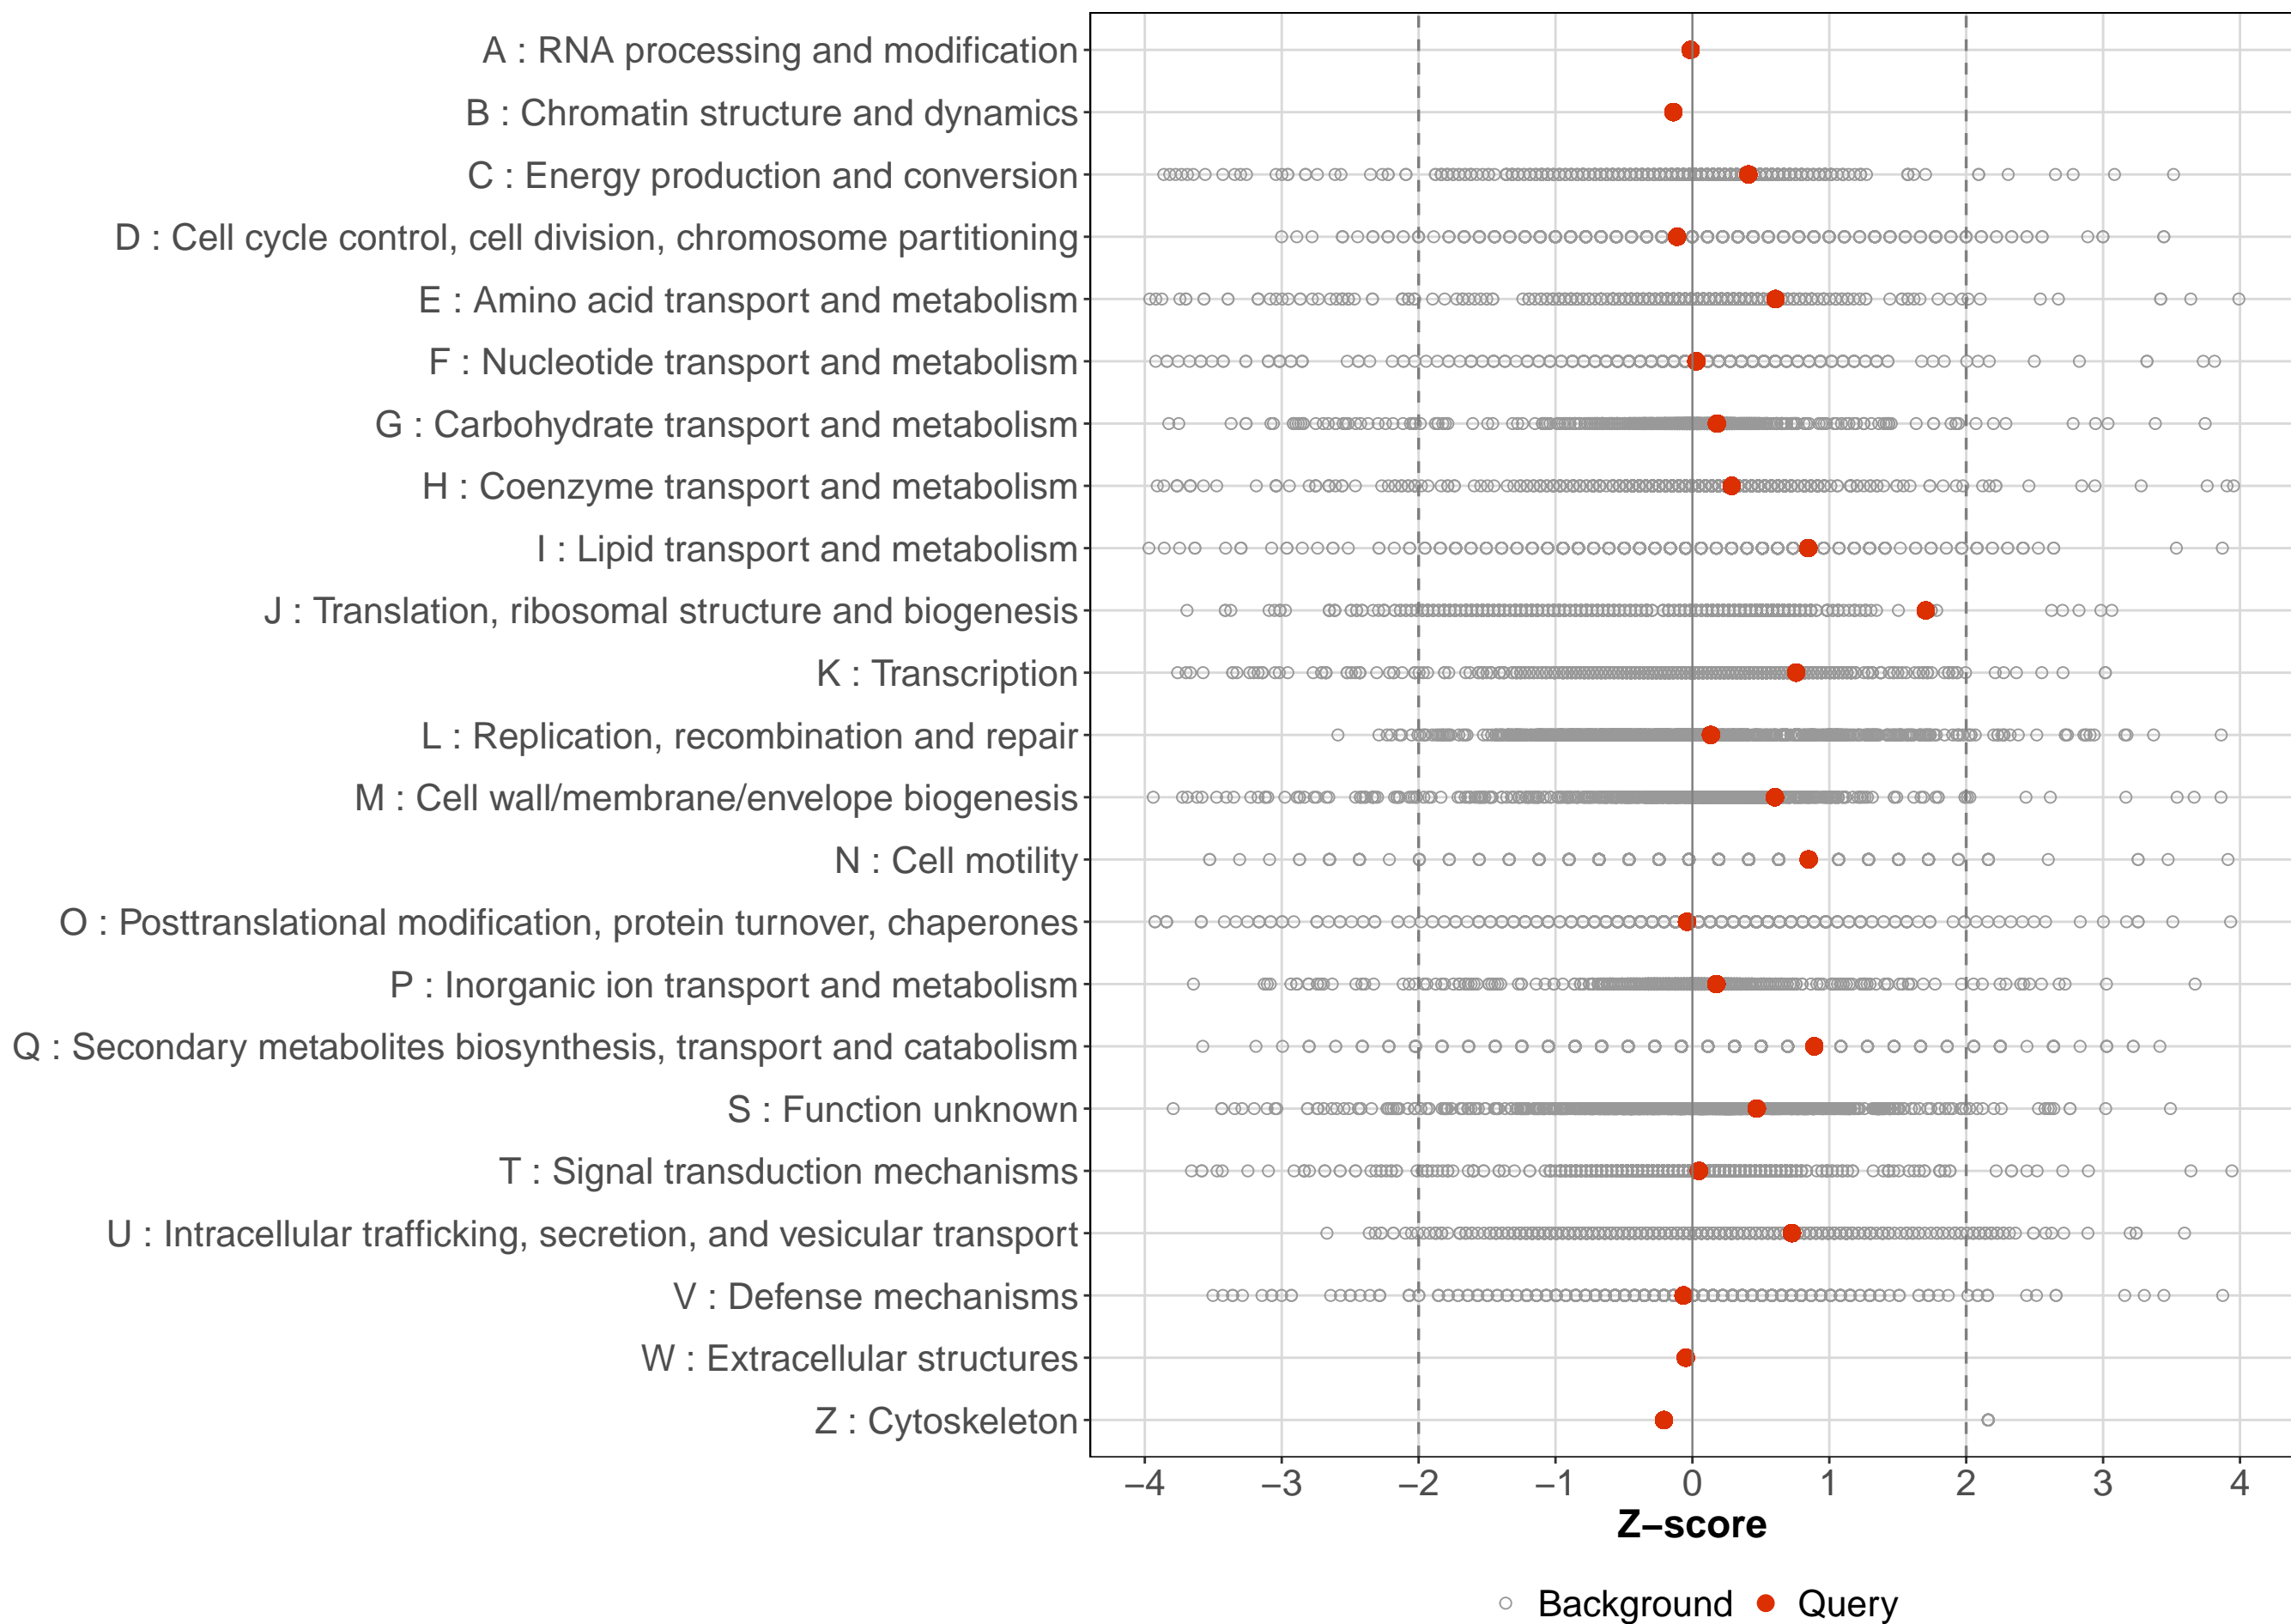 A : RNA processing and modification
B : Chromatin structure and dynamics
C : Energy production and conversion
D : Cell cycle control, cell division, chromosome partitioning
E : Amino acid transport and metabolism
F : Nucleotide transport and metabolism
G : Carbohydrate transport and metabolism
H : Coenzyme transport and metabolism
I : Lipid transport and metabolism
J : Translation, ribosomal structure and biogenesis
K : Transcription
L : Replication, recombination and repair
M : Cell wall/membrane/envelope biogenesis
N : Cell motility
O : Posttranslational modification, protein turnover, chaperones
P : Inorganic ion transport and metabolism
Q : Secondary metabolites biosynthesis, transport and catabolism
S : Function unknown
T : Signal transduction mechanisms
U : Intracellular trafficking, secretion, and vesicular transport
V : Defense mechanisms
W : Extracellular structures
Z : Cytoskeleton
−4 −3 −2 −1 0 1 2 3 4
Z−score
Background Query